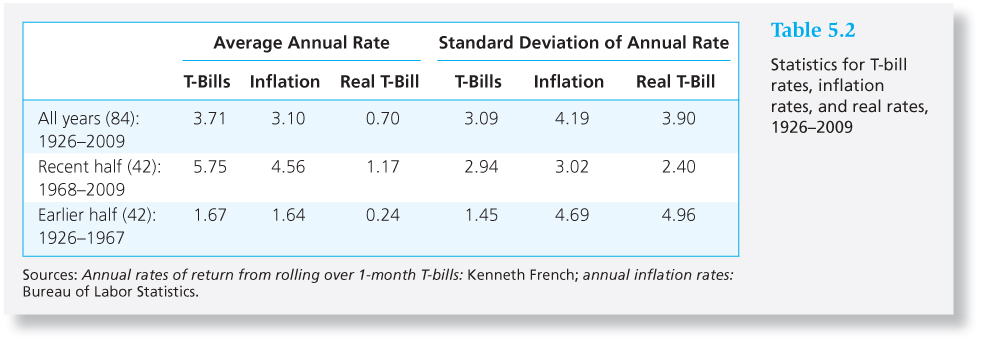 Average Annual Rate Standard Deviation of Annual Rate
T-Bills Inflation Real T-Bill T-Bills Inflation Real T-Bill
All years (84): 3.71 3.10 0.70 3.09 4.19 3.90
1926–2009
Recent half (42): 5.75 4.56 1.17 2.94 3.02 2.40
1968–2009
Earlier half (42): 1.67 1.64 0.24 1.45 4.69 4.96
1926–1967
Sources: Annual rates of return from rolling over 1-month T-bills: Kenneth French; annual inflation rates:
Bureau of Labor Statistics.
Table 5.2
Statistics for T-bill
rates, inflation
rates, and real rates,
1926–2009